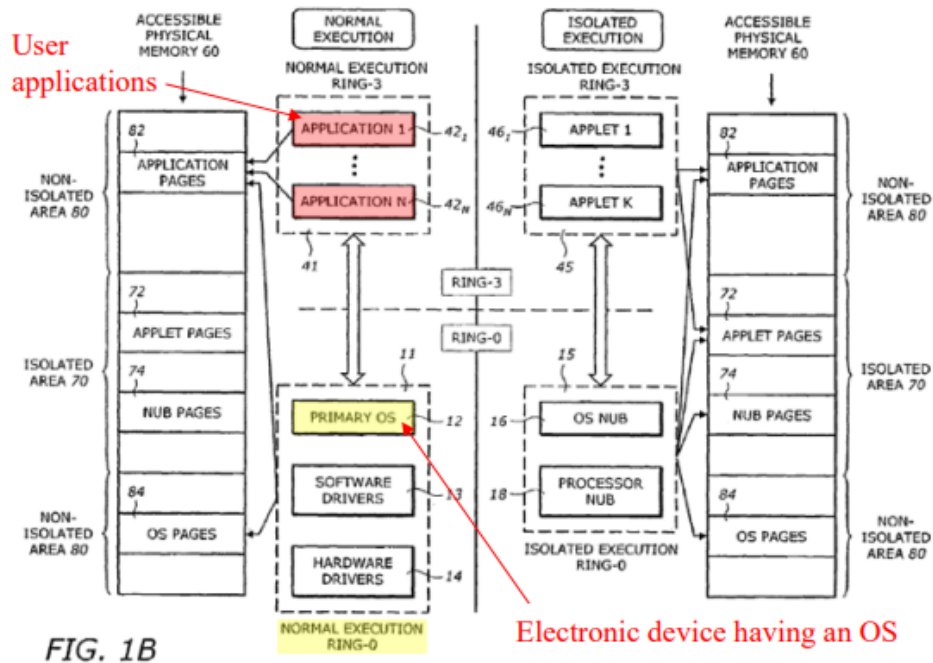 ACCESSIBLE
PHYSICAL
MEMORY 60
NORMAL
EXECUTION
ISOLATED
EXECUTION
ACCESSIBLE
PHYSICAL
MEMORY 60
User
applications
NORMAL EXECUTION
RING-3
ISOLATED EXECUTION
RING-3
82
APPLICATION
PAGES
NON-
ISOLATED
AREA 80
APPLICATION 1
42₁
APPLICATION N
42N
41
46₁
APPLET 1
46N
APPLET K
45
82
APPLICATION
PAGES
NON-
ISOLATED
AREA 80
RING-3
RING-0
72
APPLET PAGES
ISOLATED
AREA 70
74
NUB PAGES
11
PRIMARY OS
12
SOFTWARE
DRIVERS
13
HARDWARE
DRIVERS
14
NORMAL EXECUTION
RING-0
15
16
OS NUB
18
PROCESSOR
NUB
ISOLATED EXECUTION
RING-0
72
APPLET PAGES
ISOLATED
AREA 70
74
NUB PAGES
84
OS PAGES
NON-
ISOLATED
AREA 80
84
OS PAGES
NON-
ISOLATED
AREA 80
Electronic device having an OS
FIG. 1B